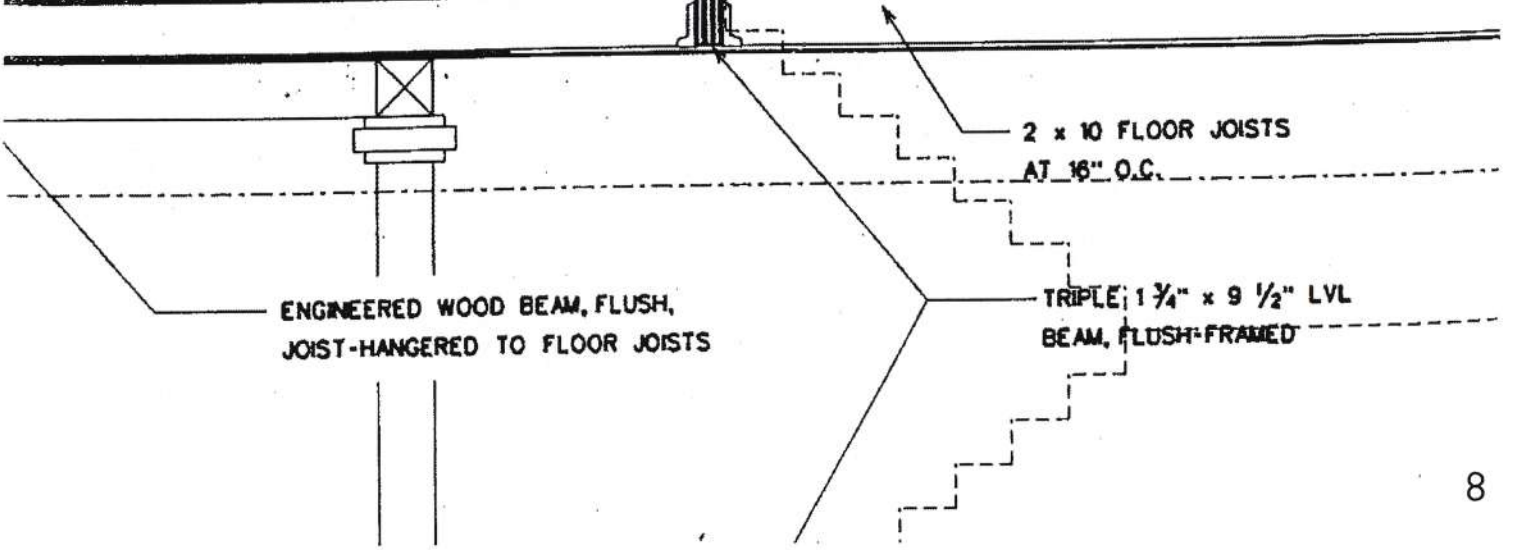 2 x 10 FLOOR JOISTS
AT 16" O.C.
ENGINEERED WOOD BEAM, FLUSH,
JOIST-HANGERED TO FLOOR JOISTS
TRIPLE 1 3/4" x 9 1/2" LVL
BEAM, FLUSH-FRAMED
8